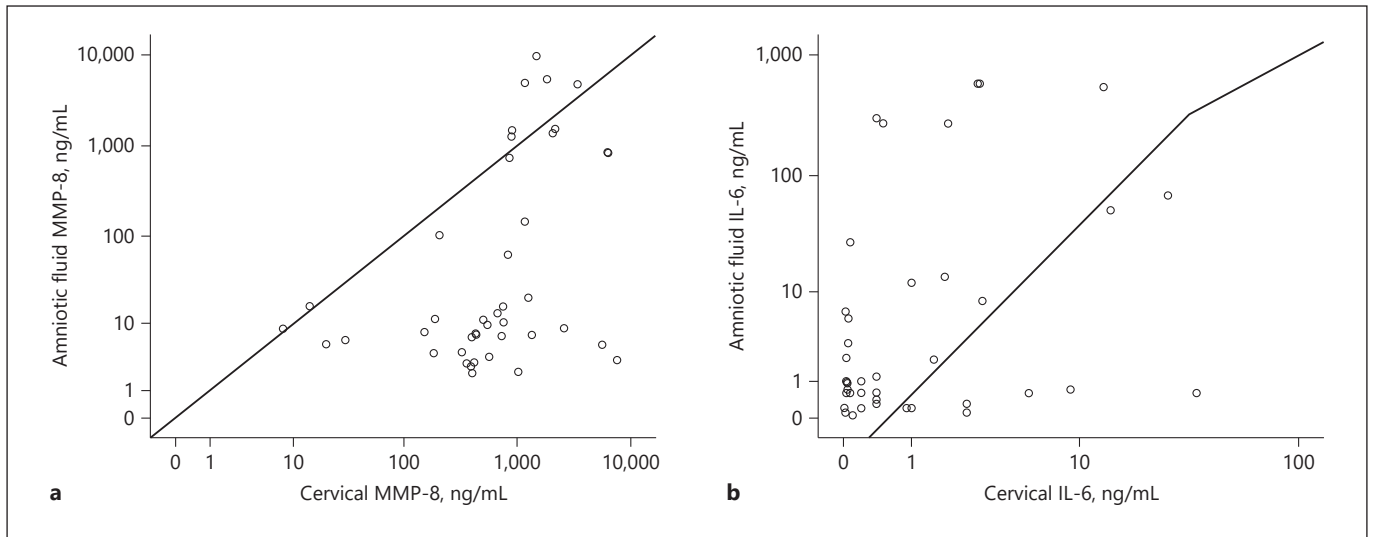 Amniotic fluid MMP-8, ng/mL
10,000
1,000
100
10
1
0
0 1 10 100 1,000 10,000
Cervical MMP-8, ng/mL
a
Amniotic fluid IL-6, ng/mL
1,000
100
10
1
0
0 1 10 100
Cervical IL-6, ng/mL
b